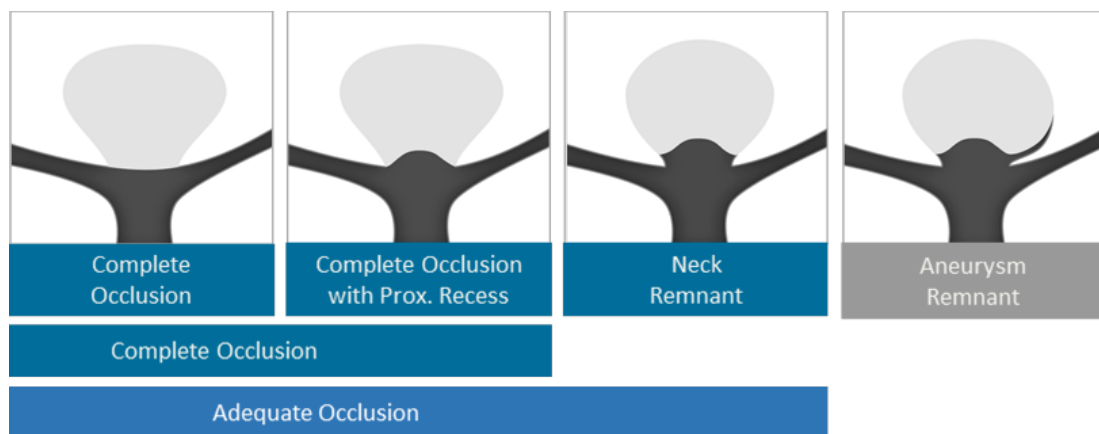 Complete
Occlusion
Complete Occlusion
with Prox. Recess
Neck
Remnant
Aneurysm
Remnant
Complete Occlusion
Adequate Occlusion